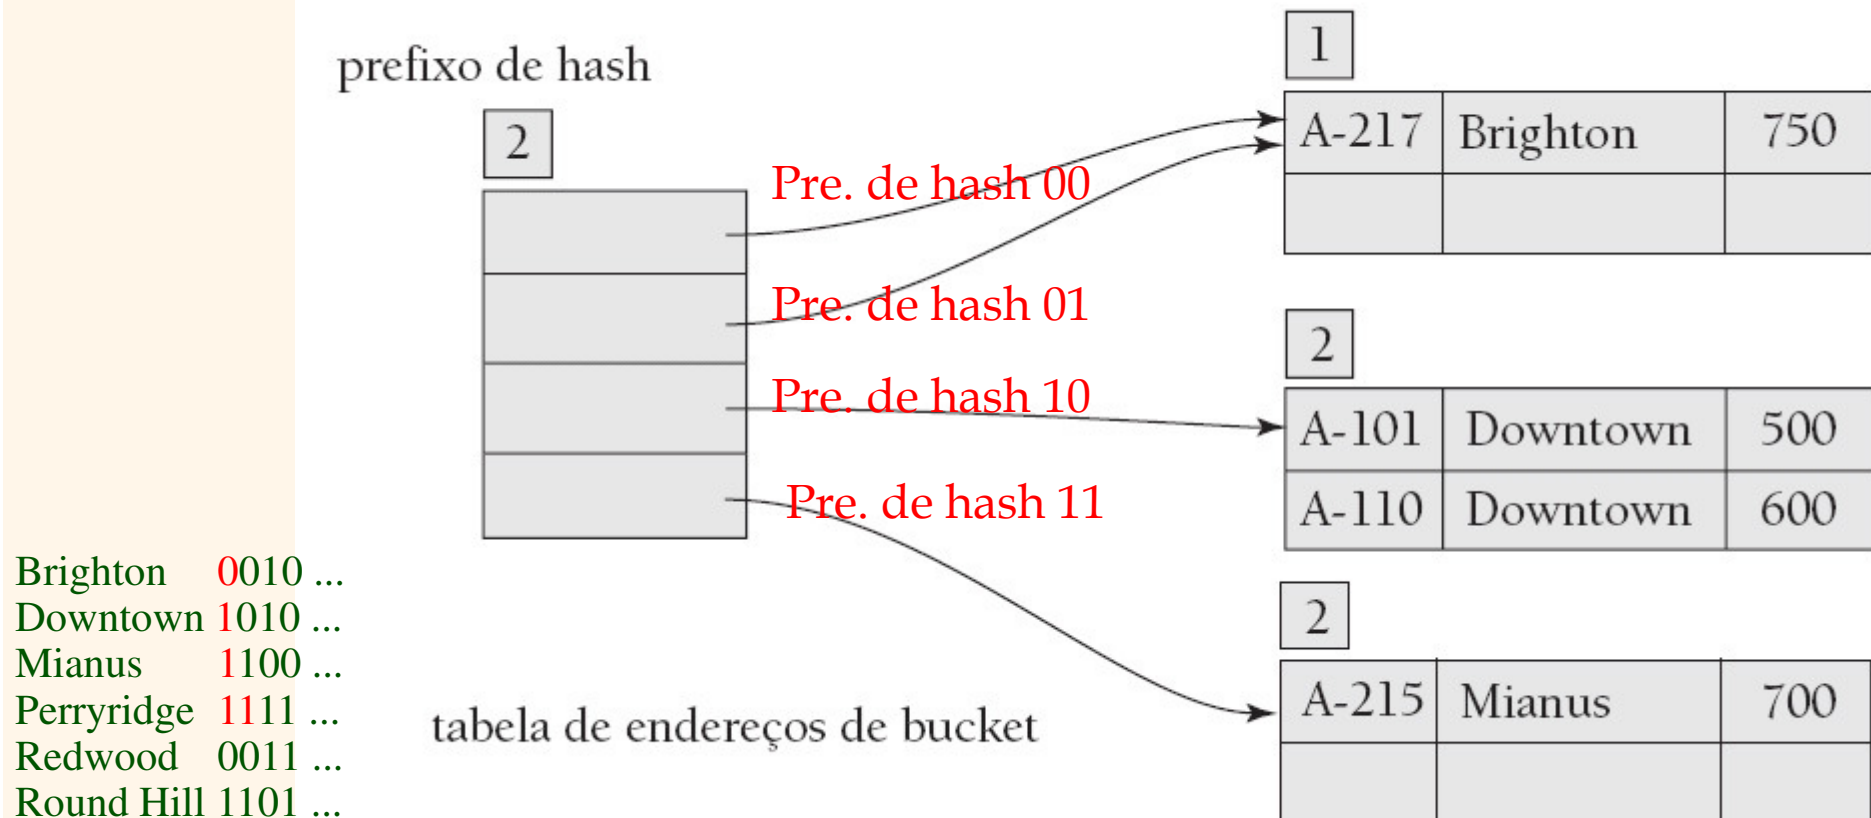 prefixo de hash
2
Pre. de hash 00
Pre. de hash 01
Pre. de hash 10
Pre. de hash 11
1
A-217 Brighton 750
2
A-101 Downtown 500
A-110 Downtown 600
2
A-215 Mianus 700
Brighton 0010 ...
Downtown 1010 ...
Mianus 1100 ...
Perryridge 1111 ...
Redwood 0011 ...
Round Hill 1101 ...
tabela de endereços de bucket